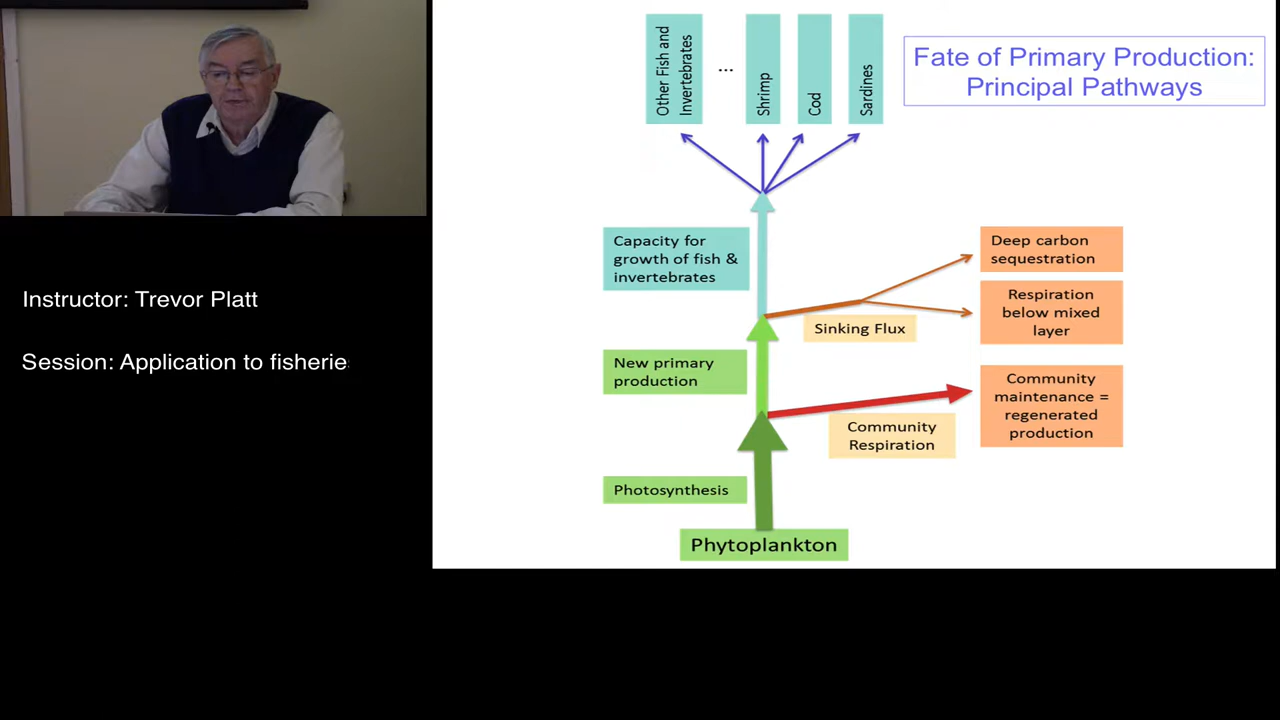 Fate of Primary Production:
Principal Pathways
Other Fish and
Invertebrates
...
Shrimp
Cod
Sardines
Capacity for
growth of fish &
invertebrates
Deep carbon
sequestration
Respiration
below mixed
layer
Sinking Flux
New primary
production
Community
maintenance =
regenerated
production
Community
Respiration
Photosynthesis
Phytoplankton
Instructor: Trevor Platt
Session: Application to fisherie